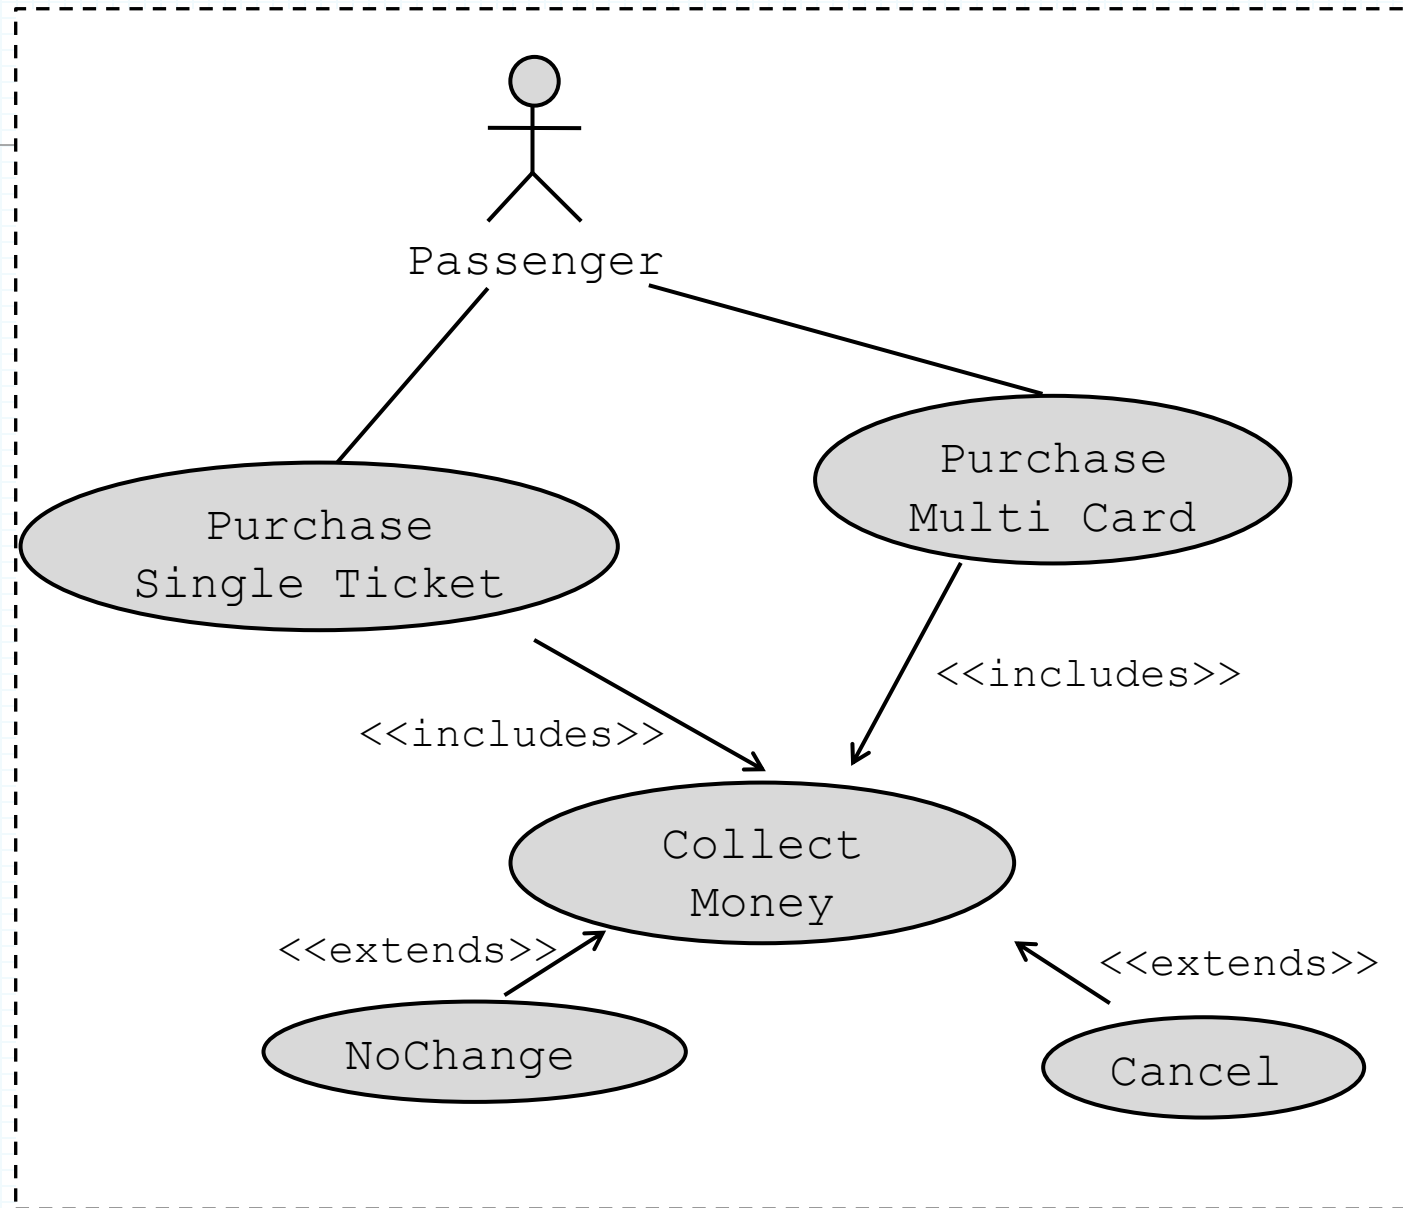 Passenger
Purchase
Multi Card
Purchase
Single Ticket
<<includes>>
<<includes>>
Collect
Money
<<extends>>
<<extends>>
NoChange
Cancel